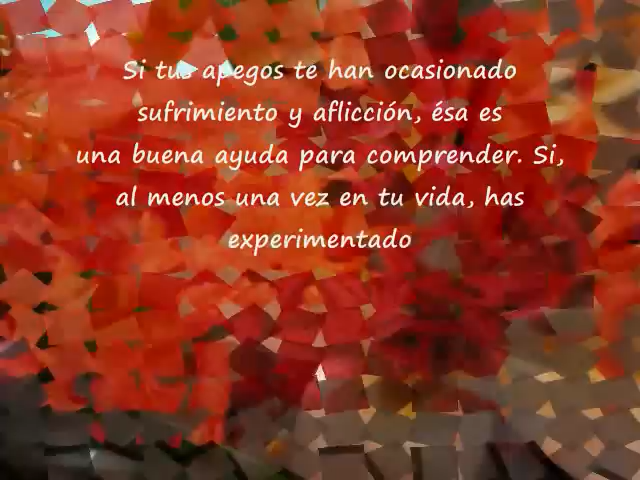 Si tus apegos te han ocasionado
sufrimiento y aflicción, ésa es
una buena ayuda para comprender. Si,
al menos una vez en tu vida, has
experimentado